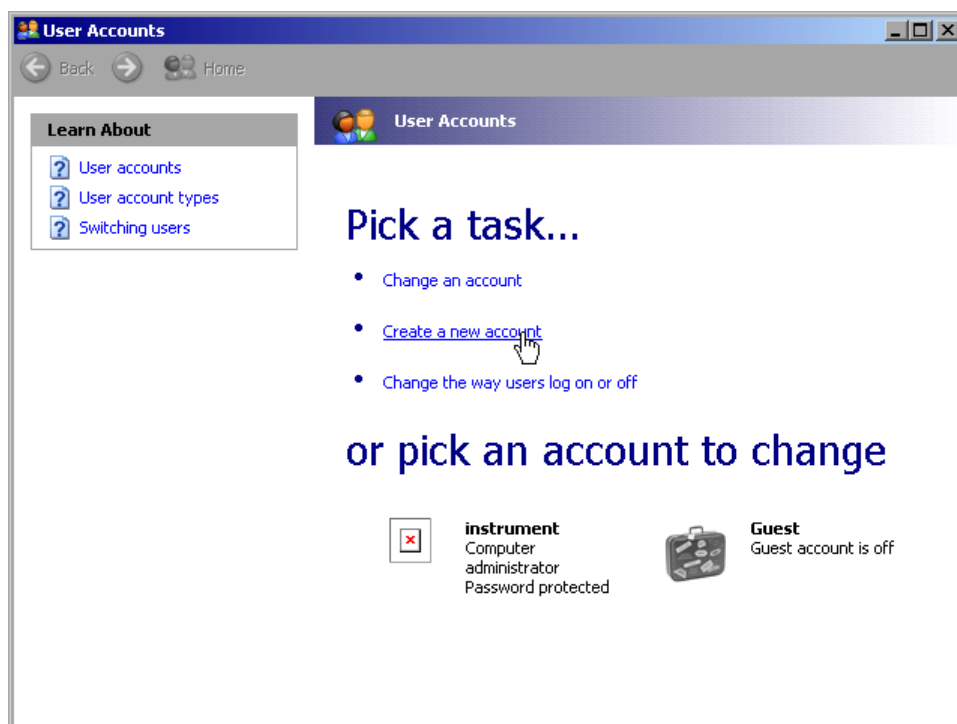 User Accounts
Back Home
Learn About
? User accounts
? User account types
? Switching users
User Accounts
Pick a task...
• Change an account
• Create a new account
• Change the way users log on or off
or pick an account to change
instrument
Computer
administrator
Password protected
Guest
Guest account is off